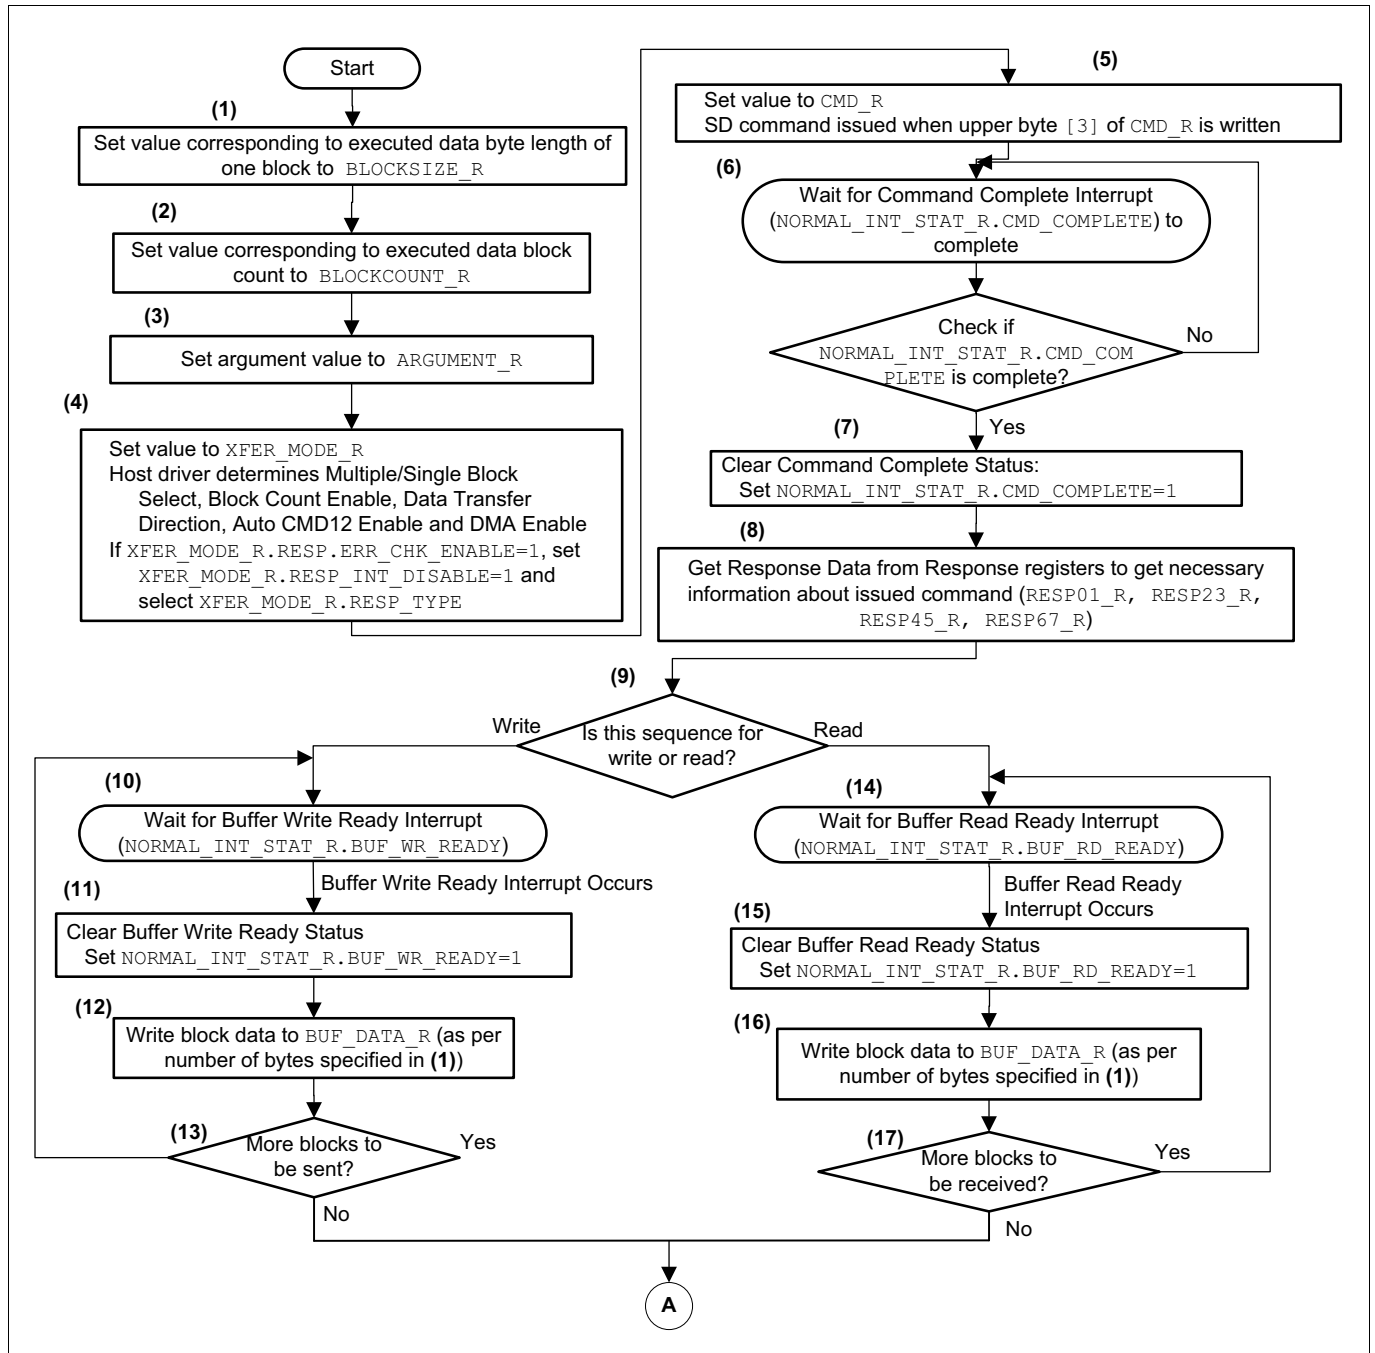 Start
(1)
Set value corresponding to executed data byte length of
one block to BLOCKSIZE_R
(2)
Set value corresponding to executed data block
count to BLOCKCOUNT_R
(3)
Set argument value to ARGUMENT_R
(4)
Set value to XFER_MODE_R
Host driver determines Multiple/Single Block
Select, Block Count Enable, Data Transfer
Direction, Auto CMD12 Enable and DMA Enable
If XFER_MODE_R.RESP.ERR_CHK_ENABLE=1, set
XFER_MODE_R.RESP_INT_DISABLE=1 and
select XFER_MODE_R.RESP_TYPE
(5)
Set value to CMD_R
SD command issued when upper byte [3] of CMD_R is written
(6)
Wait for Command Complete Interrupt
(NORMAL_INT_STAT_R.CMD_COMPLETE) to
complete
Check if
NORMAL_INT_STAT_R.CMD_COM
PLETE is complete?
No
Yes
(7)
Clear Command Complete Status:
Set NORMAL_INT_STAT_R.CMD_COMPLETE=1
(8)
Get Response Data from Response registers to get necessary
information about issued command (RESP01_R, RESP23_R,
RESP45_R, RESP67_R)
(9)
Is this sequence for
write or read?
Write
Read
(10)
Wait for Buffer Write Ready Interrupt
(NORMAL_INT_STAT_R.BUF_WR_READY)
Buffer Write Ready Interrupt Occurs
(11)
Clear Buffer Write Ready Status
Set NORMAL_INT_STAT_R.BUF_WR_READY=1
(12)
Write block data to BUF_DATA_R (as per
number of bytes specified in (1))
(13)
More blocks to
be sent?
Yes
No
(14)
Wait for Buffer Read Ready Interrupt
(NORMAL_INT_STAT_R.BUF_RD_READY)
Buffer Read Ready
Interrupt Occurs
(15)
Clear Buffer Read Ready Status
Set NORMAL_INT_STAT_R.BUF_RD_READY=1
(16)
Write block data to BUF_DATA_R (as per
number of bytes specified in (1))
(17)
More blocks to
be received?
Yes
No
A